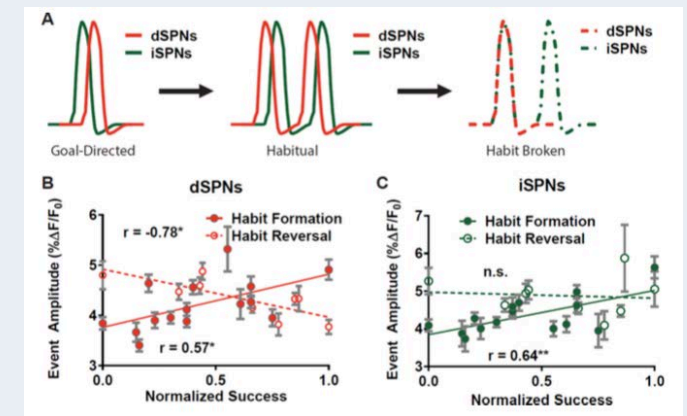 A
dSPNs
iSPNs
dSPNs
iSPNs
dSPNs
iSPNs
Goal-Directed
Habitual
Habit Broken
B
dSPNs
Event Amplitude (%ΔF/F₀)
6
5
4
3
r = -0.78*
Habit Formation
Habit Reversal
r = 0.57*
0.0
0.5
1.0
Normalized Success
C
iSPNs
Event Amplitude (%ΔF/F₀)
7
6
5
4
3
Habit Formation
Habit Reversal
n.s.
r = 0.64**
0.0
0.5
1.0
Normalized Success